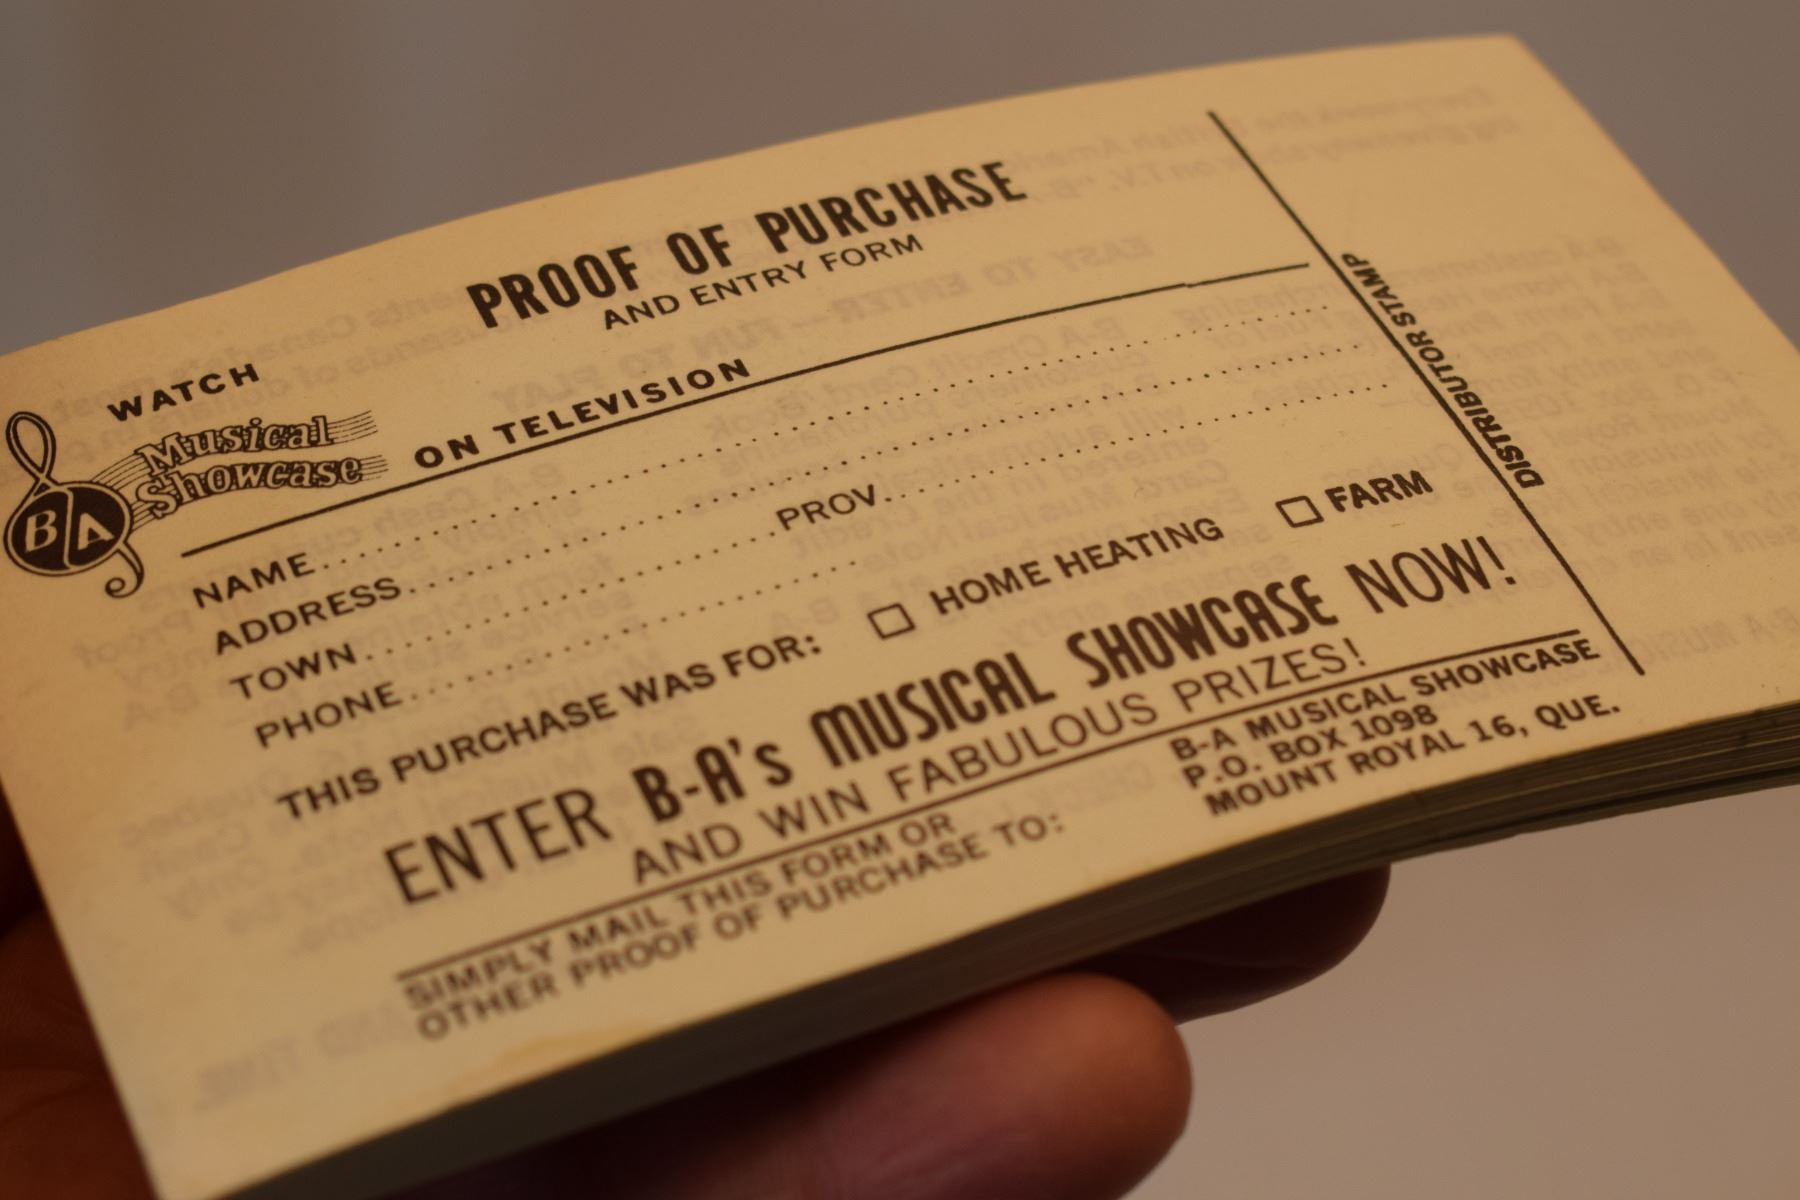 PROOF OF PURCHASE
AND ENTRY FORM
WATCH
BA Musical Showcase ON TELEVISION
NAME
ADDRESS
TOWN PROV.
PHONE
THIS PURCHASE WAS FOR: HOME HEATING FARM
ENTER B-A's MUSICAL SHOWCASE NOW!
AND WIN FABULOUS PRIZES!
SIMPLY MAIL THIS FORM OR
OTHER PROOF OF PURCHASE TO:
B-A MUSICAL SHOWCASE
P.O. BOX 1098
MOUNT ROYAL 16, QUE.
DISTRIBUTOR STAMP